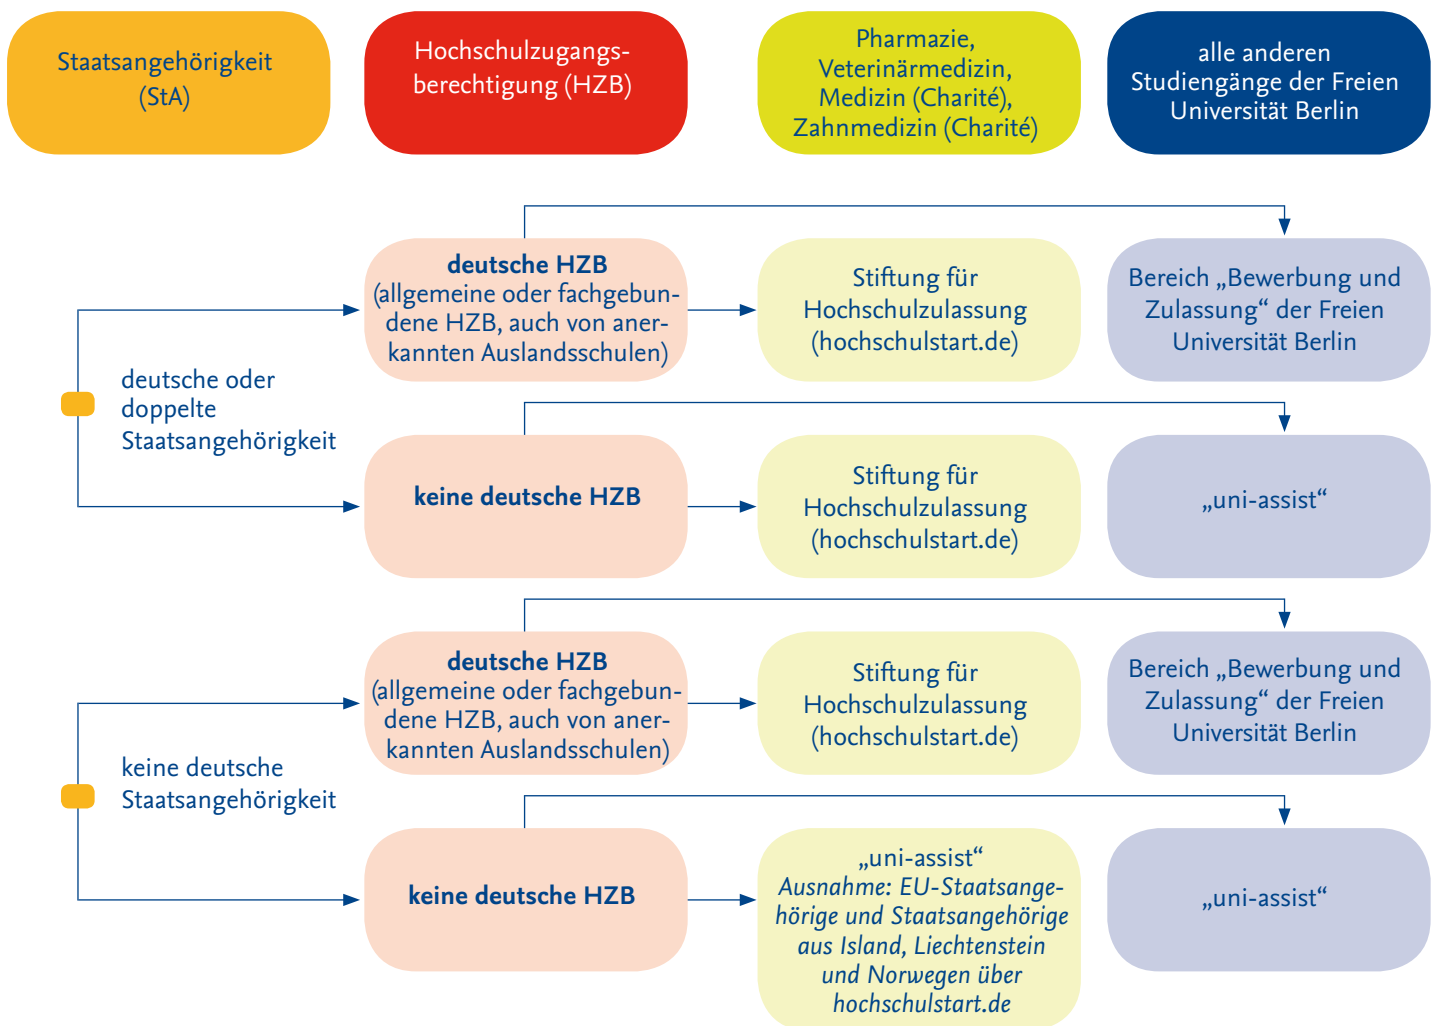 Staatsangehörigkeit
(StA)
Hochschulzugangs-
berechtigung (HZB)
Pharmazie,
Veterinärmedizin,
Medizin (Charité),
Zahnmedizin (Charité)
alle anderen
Studiengänge der Freien
Universität Berlin
deutsche oder
doppelte
Staatsangehörigkeit
deutsche HZB
(allgemeine oder fachgebun-
dene HZB, auch von aner-
kannten Auslandsschulen)
Stiftung für
Hochschulzulassung
(hochschulstart.de)
Bereich „Bewerbung und
Zulassung“ der Freien
Universität Berlin
keine deutsche HZB
Stiftung für
Hochschulzulassung
(hochschulstart.de)
„uni-assist“
keine deutsche
Staatsangehörigkeit
deutsche HZB
(allgemeine oder fachgebun-
dene HZB, auch von aner-
kannten Auslandsschulen)
Stiftung für
Hochschulzulassung
(hochschulstart.de)
Bereich „Bewerbung und
Zulassung“ der Freien
Universität Berlin
keine deutsche HZB
„uni-assist“
Ausnahme: EU-Staatsange-
hörige und Staatsangehörige
aus Island, Liechtenstein
und Norwegen über
hochschulstart.de
„uni-assist“